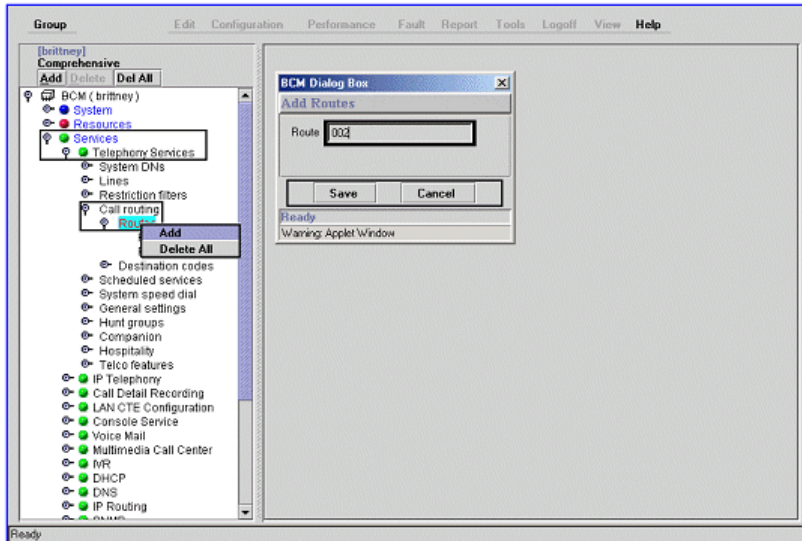 Group Edit Configuration Performance Fault Report Tools Logoff View Help
[brittney]
Comprehensive
Add Delete Del All
BCM ( brittney )
System
Resources
Services
Telephony Services
System DNs
Lines
Restriction filters
Call routing
Add
Delete All
Destination codes
Scheduled services
System speed dial
General settings
Hunt groups
Companion
Hospitality
Telco features
IP Telephony
Call Detail Recording
LAN CTE Configuration
Console Service
Voice Mail
Multimedia Call Center
IVR
DHCP
DNS
IP Routing
BCM Dialog Box
Add Routes
Route 002
Save Cancel
Ready
Warning: Applet Window
Ready